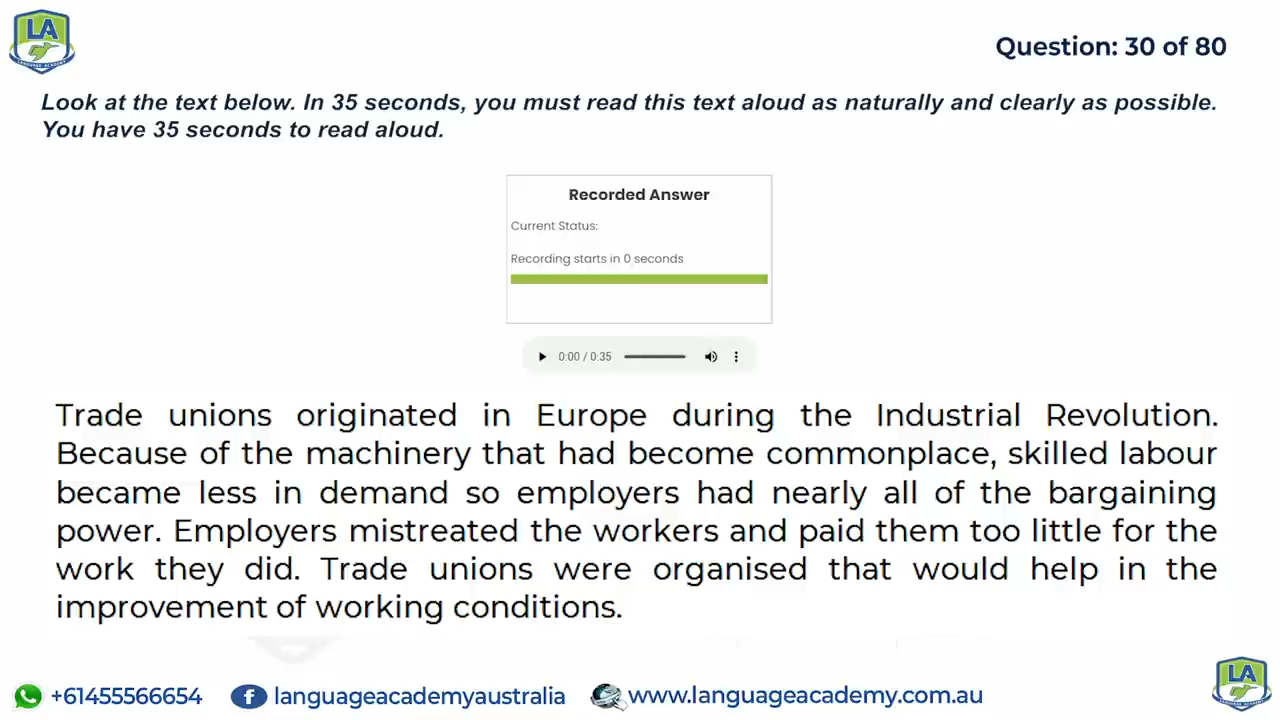 LA
LANGUAGE ACADEMY
Question: 30 of 80
Look at the text below. In 35 seconds, you must read this text aloud as naturally and clearly as possible.
You have 35 seconds to read aloud.
Recorded Answer
Current Status:
Recording starts in 0 seconds
0:00 / 0:35
Trade unions originated in Europe during the Industrial Revolution.
Because of the machinery that had become commonplace, skilled labour
became less in demand so employers had nearly all of the bargaining
power. Employers mistreated the workers and paid them too little for the
work they did. Trade unions were organised that would help in the
improvement of working conditions.
+61455566654 languageacademyaustralia www.languageacademy.com.au
LA
LANGUAGE ACADEMY